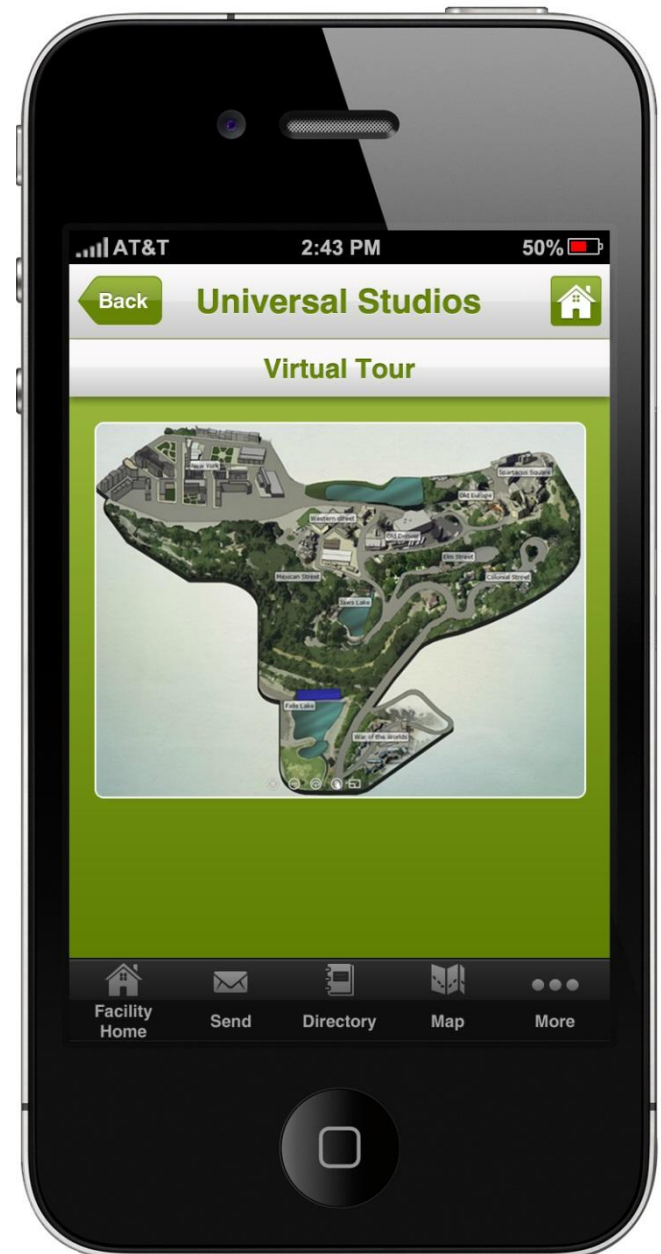 AT&T 2:43 PM 50%
Back Universal Studios
Virtual Tour
New York
Spartacus Square
Old Europe
Western Street
Old Denver
Elm Street
Mexican Street
Colonial Street
Jaws Lake
Falls Lake
War of the Worlds
Facility
Home
Send
Directory
Map
More